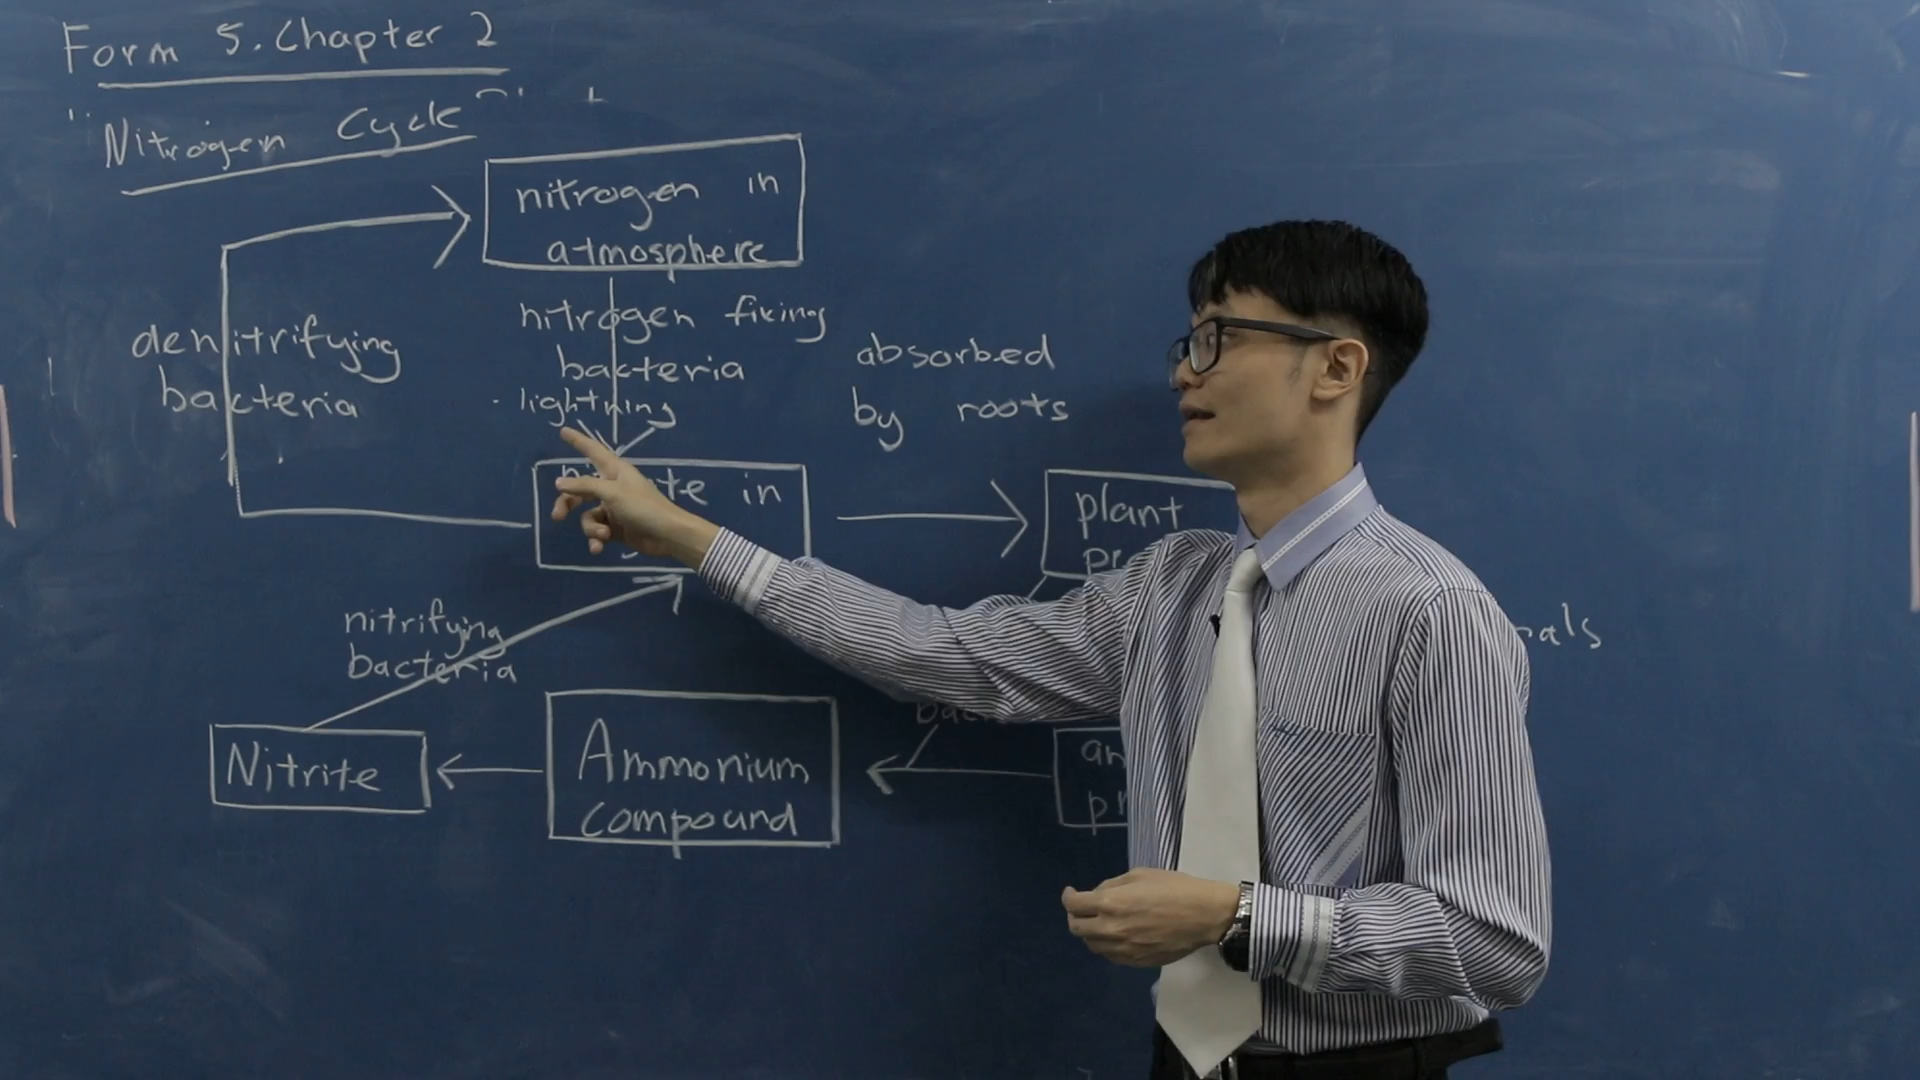 Form 5. Chapter 2
"Nitrogen Cycle"
nitrogen in
atmosphere
nitrogen fixing
bacteria
- lightning
denitrifying
bacteria
absorbed
by roots
in
plant
nitrifying
bacteria
Nitrite
Ammonium
compound